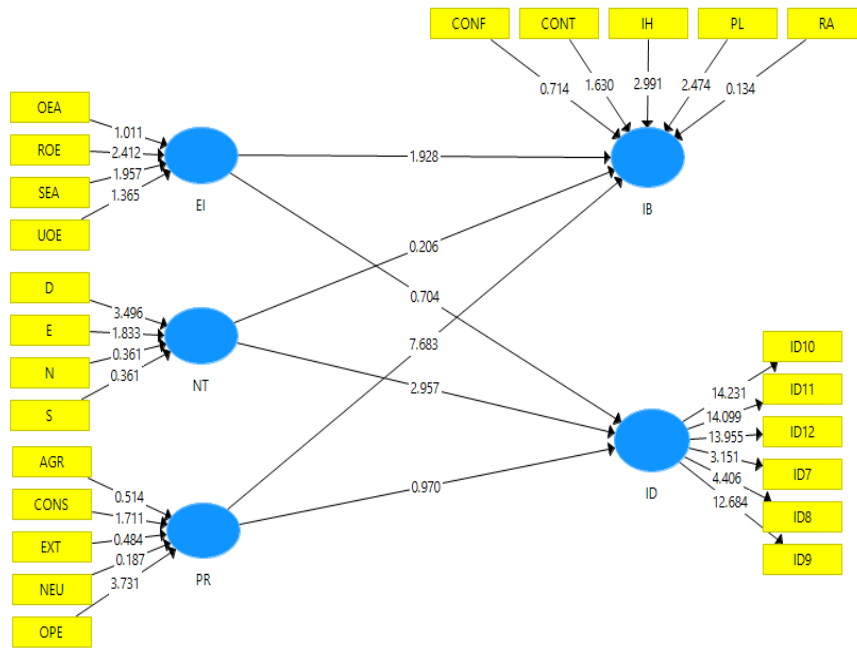 CONF CONT IH PL RA
0.714 1.630 2.991 2.474 0.134
OEA
ROE
SEA
UOE
1.011
2.412
1.957
1.365
EI
1.928
IB
0.206
0.704
7.683
D
E
N
S
3.496
1.833
0.361
0.361
NT
2.957
AGR
CONS
EXT
NEU
OPE
0.514
1.711
0.484
0.187
3.731
PR
0.970
ID
14.231
14.099
13.955
3.151
4.406
12.684
ID10
ID11
ID12
ID7
ID8
ID9